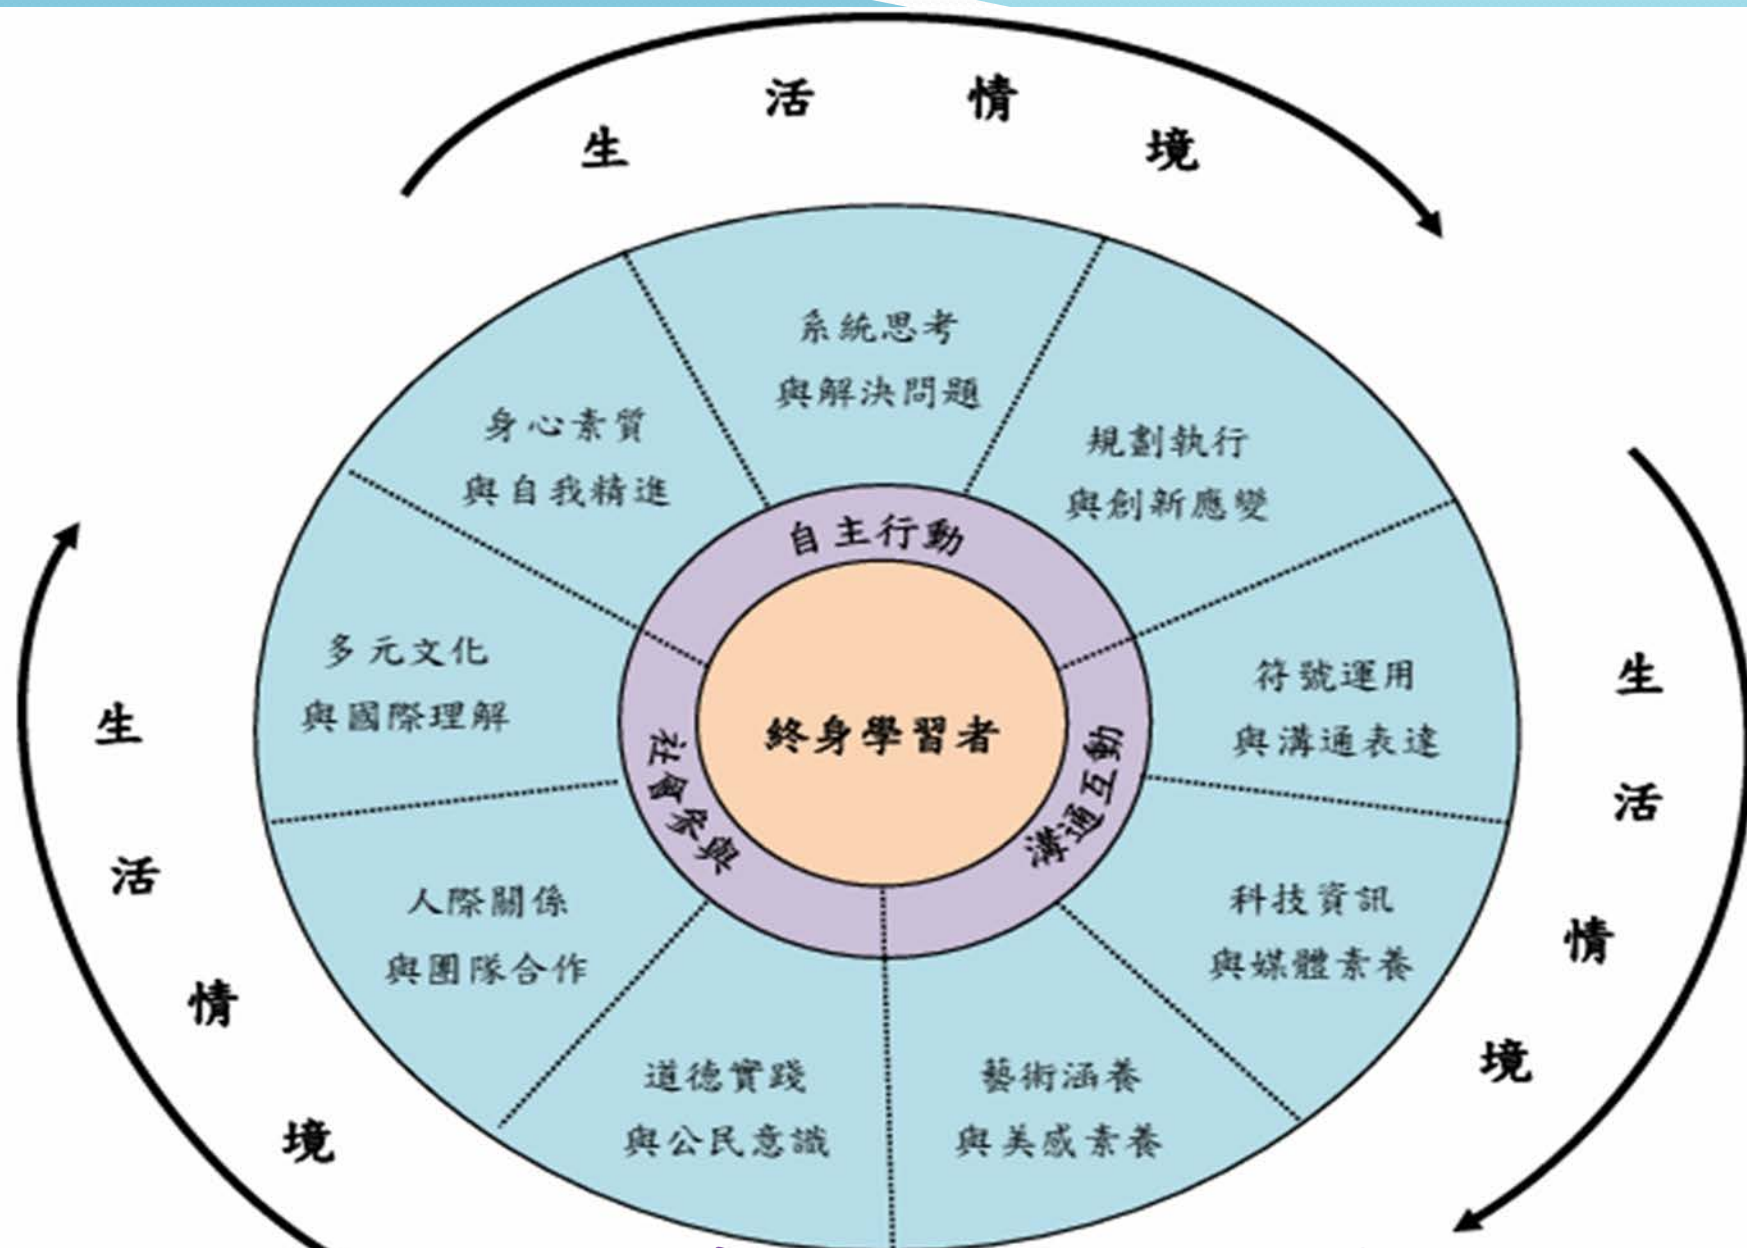 生活情境
系統思考
與解決問題
身心素質
與自我精進
規劃執行
與創新應變
自主行動
多元文化
與國際理解
符號運用
與溝通表達
終身學習者
社會參與
溝通互動
生活情境
生活情境
人際關係
與團隊合作
科技資訊
與媒體素養
道德實踐
與公民意識
藝術涵養
與美感素養